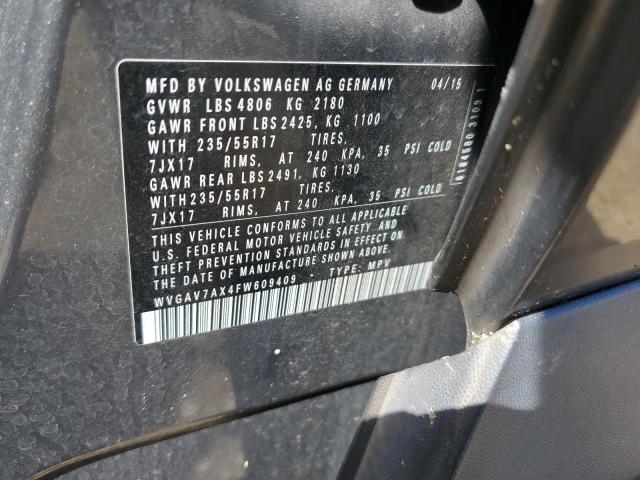 MFD BY VOLKSWAGEN AG GERMANY 04/15
GVWR LBS 4806 KG 2180
GAWR FRONT LBS 2425, KG 1100
WITH 235/55R17 TIRES,
7JX17 RIMS, AT 240 KPA, 35 PSI COLD
GAWR REAR LBS 2491, KG 1130
WITH 235/55R17 TIRES,
7JX17 RIMS, AT 240 KPA, 35 PSI COLD
THIS VEHICLE CONFORMS TO ALL APPLICABLE
U.S. FEDERAL MOTOR VEHICLE SAFETY AND
THEFT PREVENTION STANDARDS IN EFFECT ON
THE DATE OF MANUFACTURE SHOWN ABOVE.
WVGAV7AX4FW609409 TYPE: MPV